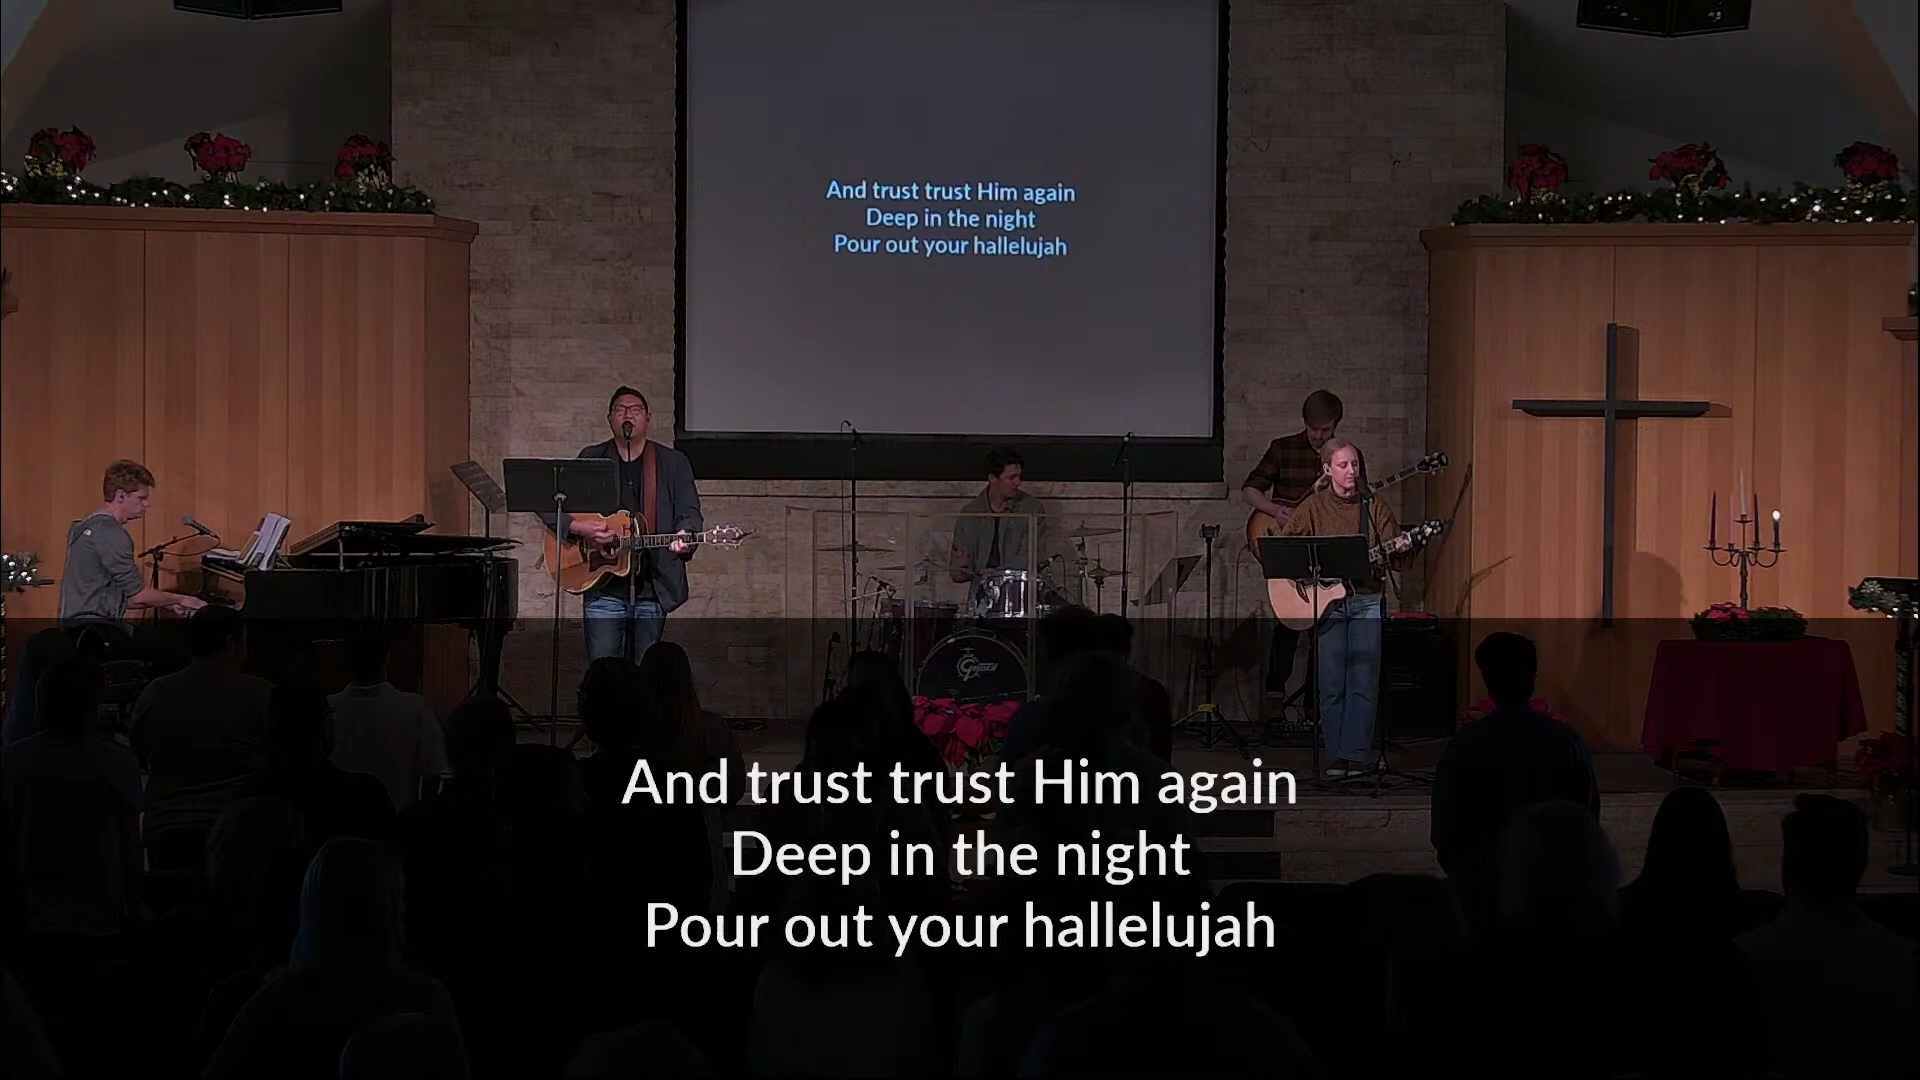 And trust trust Him again
Deep in the night
Pour out your hallelujah
And trust trust Him again
Deep in the night
Pour out your hallelujah